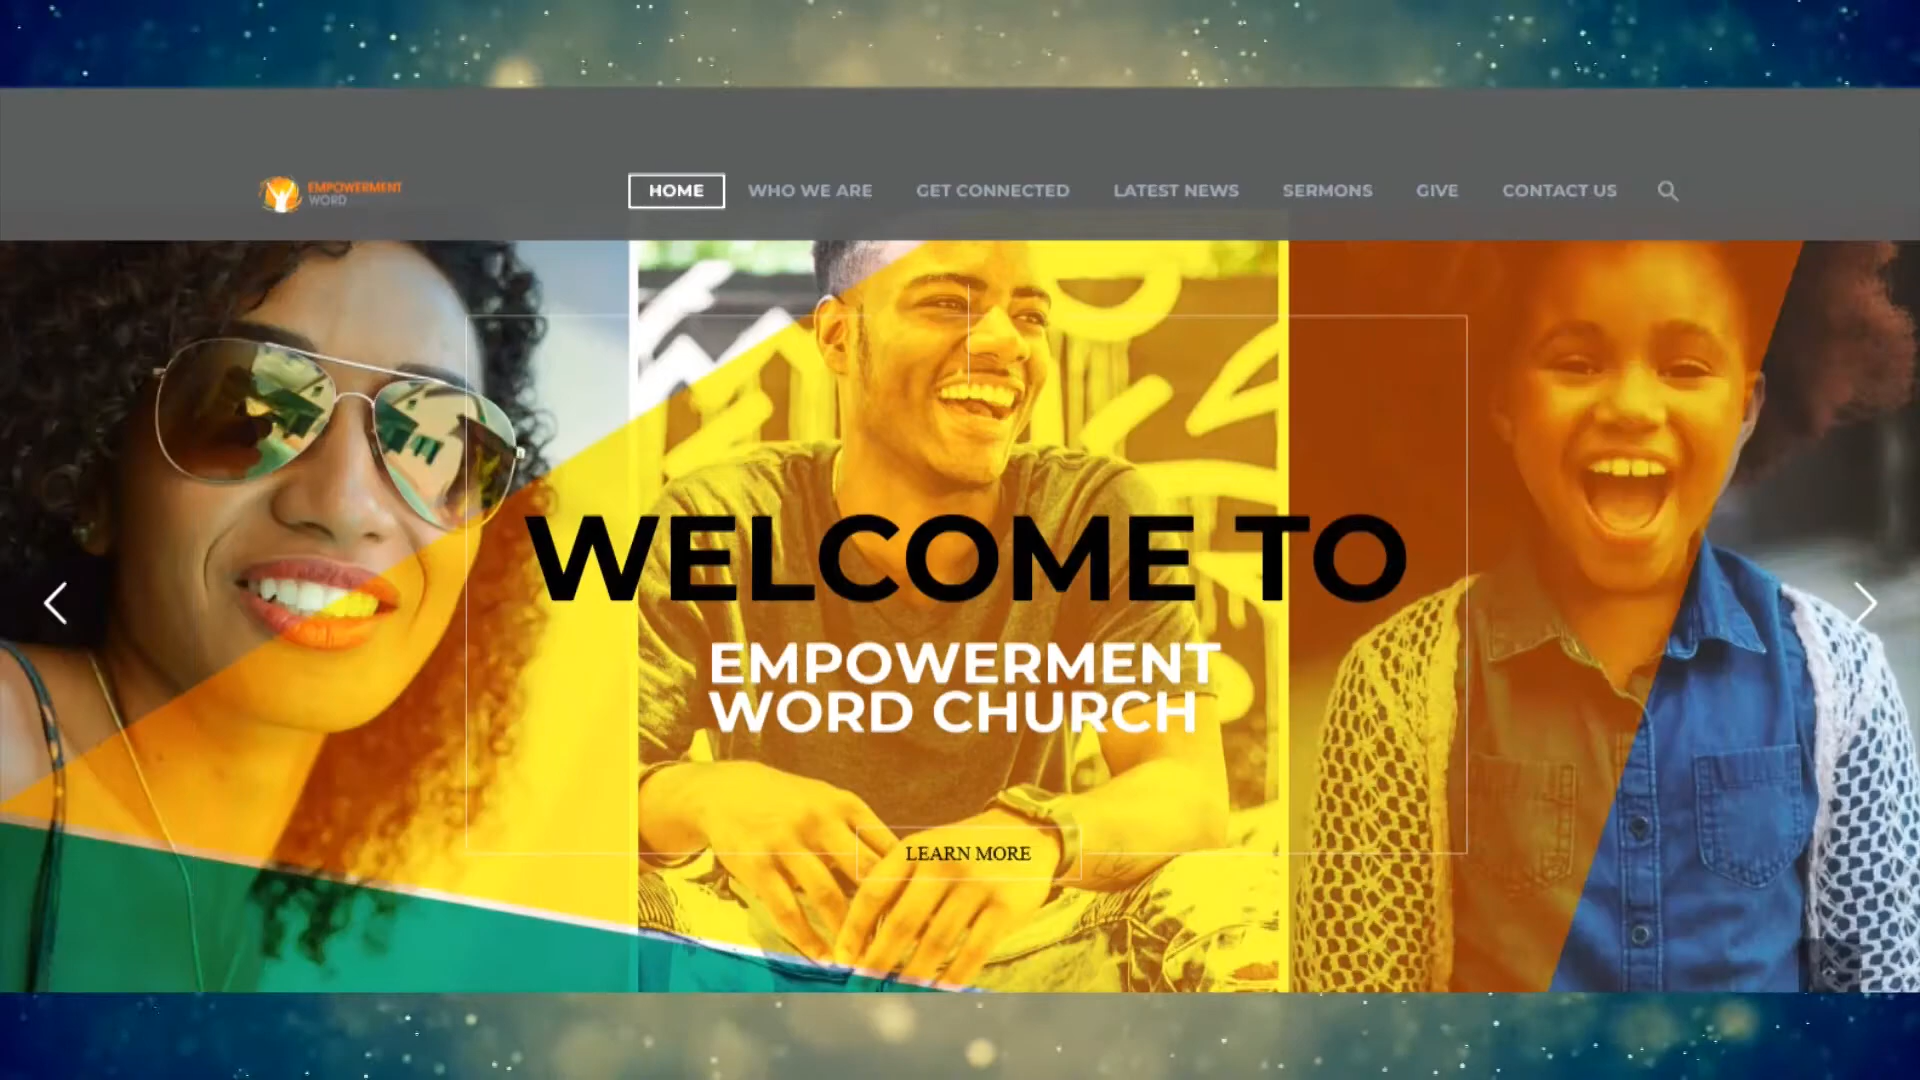 EMPOWERMENT
WORD
HOME
WHO WE ARE
GET CONNECTED
LATEST NEWS
SERMONS
GIVE
CONTACT US
WELCOME TO
EMPOWERMENT
WORD CHURCH
LEARN MORE